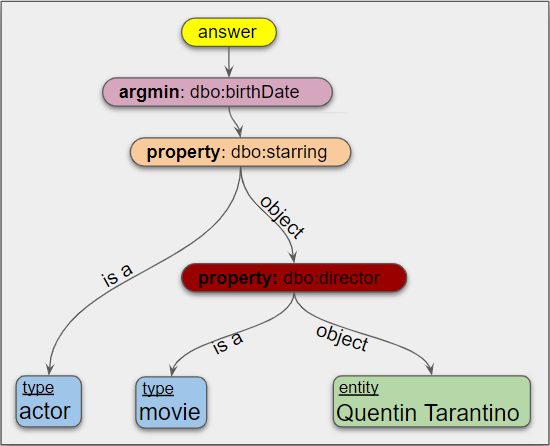 answer
argmin: dbo:birthDate
property: dbo:starring
object
is a
property: dbo:director
is a
object
type
actor
type
movie
entity
Quentin Tarantino